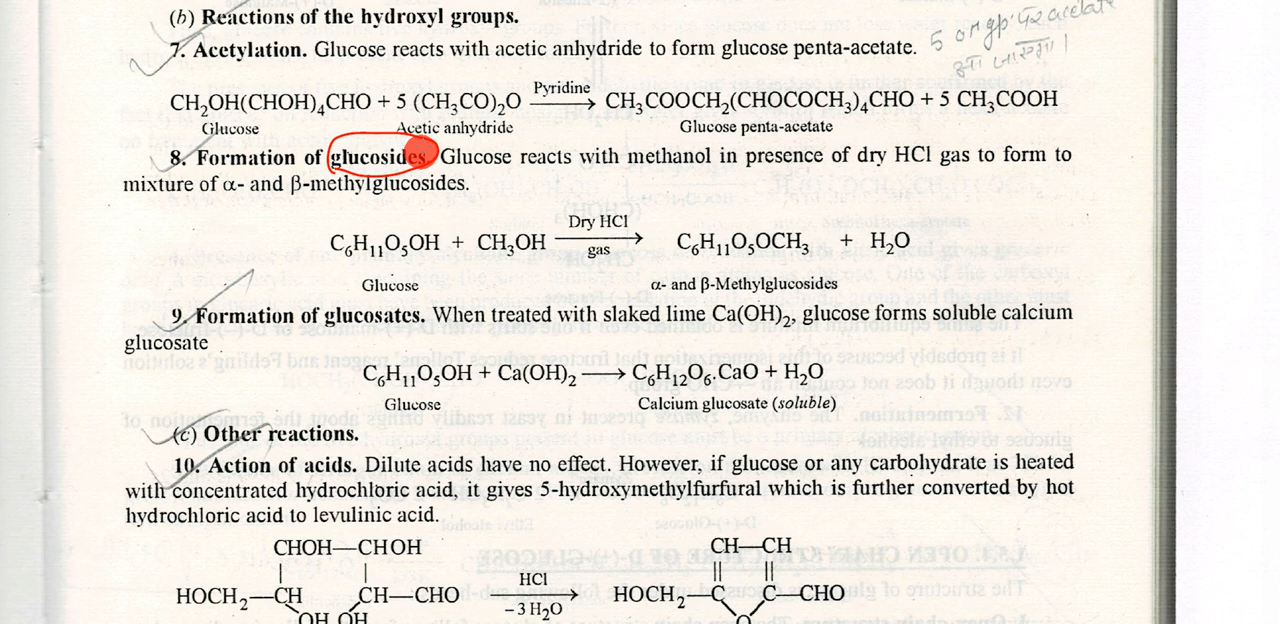 (b) Reactions of the hydroxyl groups.
7. Acetylation. Glucose reacts with acetic anhydride to form glucose penta-acetate.
CH₂OH(CHOH)₄CHO + 5 (CH₃CO)₂O —Pyridine→ CH₃COOCH₂(CHOCOCH₃)₄CHO + 5 CH₃COOH
Glucose Acetic anhydride Glucose penta-acetate
8. Formation of glucosides. Glucose reacts with methanol in presence of dry HCl gas to form to
mixture of α- and β-methylglucosides.
Dry HCl
C₆H₁₁O₅OH + CH₃OH —gas→ C₆H₁₁O₅OCH₃ + H₂O
Glucose α- and β-Methylglucosides
9. Formation of glucosates. When treated with slaked lime Ca(OH)₂, glucose forms soluble calcium
glucosate
C₆H₁₁O₅OH + Ca(OH)₂ → C₆H₁₂O₆.CaO + H₂O
Glucose Calcium glucosate (soluble)
(c) Other reactions.
10. Action of acids. Dilute acids have no effect. However, if glucose or any carbohydrate is heated
with concentrated hydrochloric acid, it gives 5-hydroxymethylfurfural which is further converted by hot
hydrochloric acid to levulinic acid.
CHOH—CHOH CH—CH
HOCH₂—CH CH—CHO —HCl→ HOCH₂—C C—CHO
OH OH –3 H₂O O